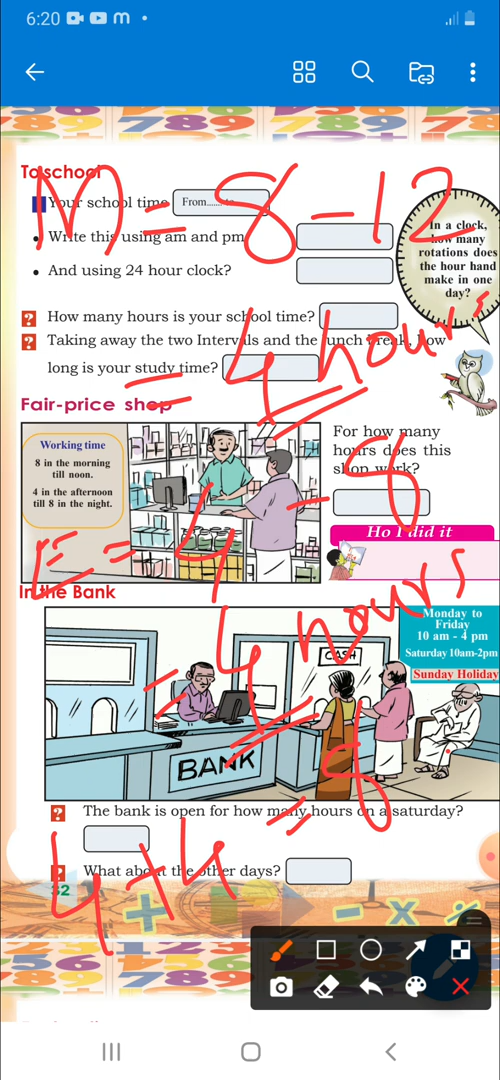 6:20
To school
Your school time From....... to
Write this using am and pm
And using 24 hour clock?
In a clock,
how many
rotations does
the hour hand
make in one
day?
M = 8 - 12
? How many hours is your school time?
? Taking away the two Intervals and the lunch break, how
long is your study time?
= 4 hours
Fair-price shop
Working time
8 in the morning
till noon.
4 in the afternoon
till 8 in the night.
For how many
hours does this
shop work?
Ho I did it
E = 4 - 8
In the Bank
= 4 hours
CASH
BANK
Monday to
Friday
10 am - 4 pm
Saturday 10am-2pm
Sunday Holiday
? The bank is open for how many hours on a saturday?
4 + 4 = 8
? What about the other days?
52